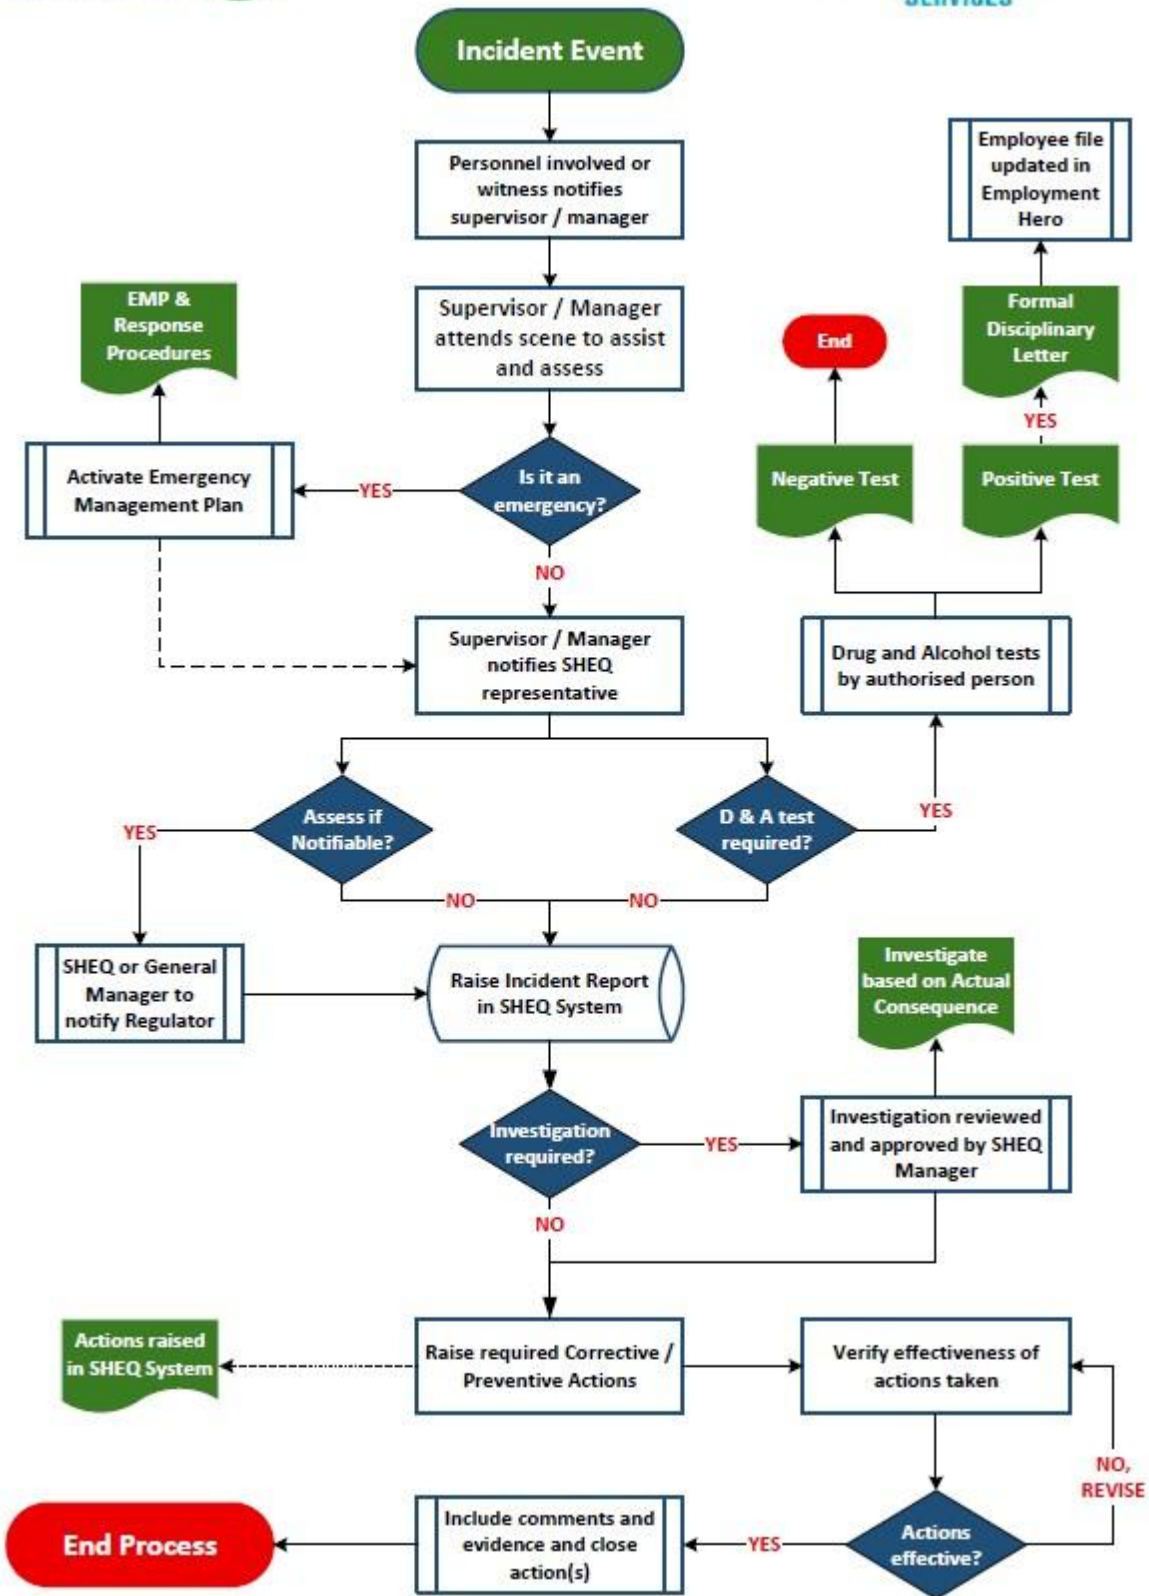 SERVICES
Incident Event
Personnel involved or
witness notifies
supervisor / manager
Employee file
updated in
Employment
Hero
EMP &
Response
Procedures
Supervisor / Manager
attends scene to assist
and assess
End
Formal
Disciplinary
Letter
YES
Activate Emergency
Management Plan
YES
Is it an
emergency?
Negative Test
Positive Test
NO
Supervisor / Manager
notifies SHEQ
representative
Drug and Alcohol tests
by authorised person
YES
Assess if
Notifiable?
D & A test
required?
YES
NO
NO
SHEQ or General
Manager to
notify Regulator
Raise Incident Report
in SHEQ System
Investigate
based on Actual
Consequence
Investigation
required?
YES
Investigation reviewed
and approved by SHEQ
Manager
NO
Actions raised
in SHEQ System
Raise required Corrective /
Preventive Actions
Verify effectiveness of
actions taken
NO,
REVISE
End Process
Include comments and
evidence and close
action(s)
YES
Actions
effective?